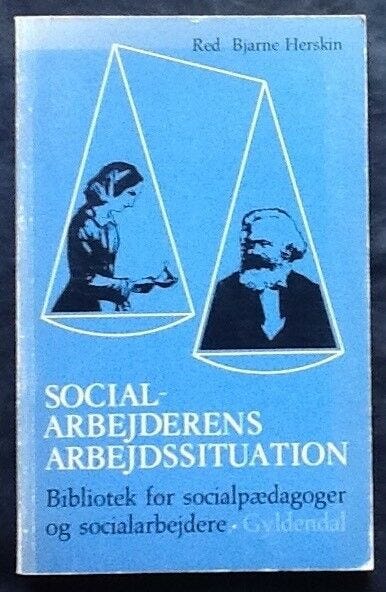 Red Bjarne Herskin
SOCIAL-
ARBEJDERENS
ARBEJDSSITUATION
Bibliotek for socialpædagoger
og socialarbejdere • Gyldendal